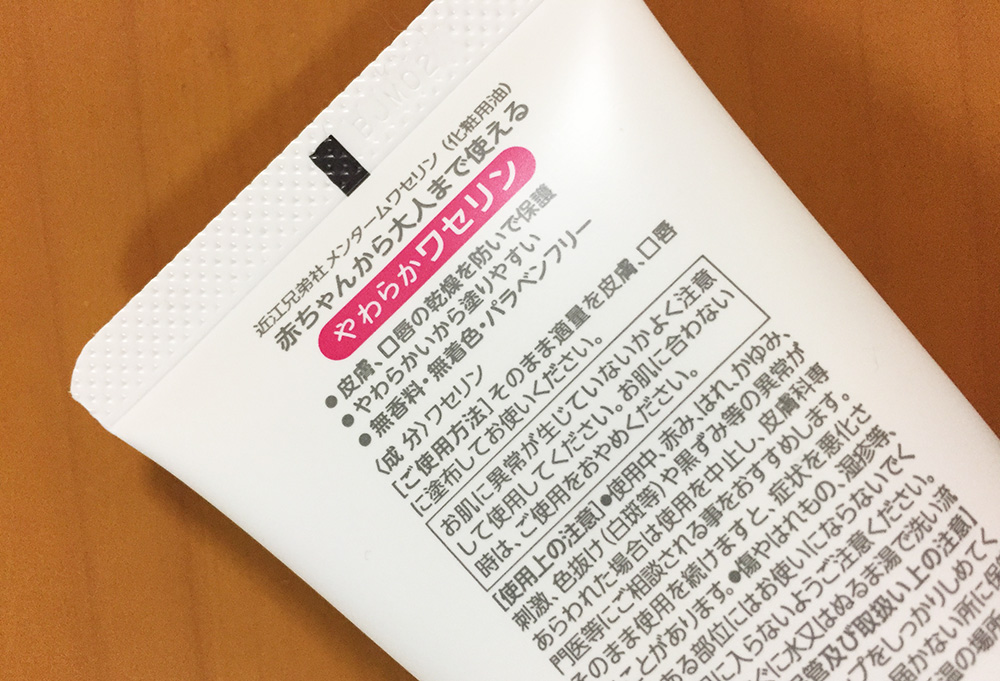 BUM02
近江兄弟社 メンタームワセリン（化粧用油）
赤ちゃんから大人まで使える
やわらかワセリン
●皮膚、口唇の乾燥を防いで保護
●やわらかいから塗りやすい
●無香料・無着色・パラベンフリー
〈成 分〉ワセリン
[ご使用方法]そのまま適量を皮膚、口唇
に塗布してお使いください。
お肌に異常が生じていないかよく注意
して使用してください。お肌に合わない
時は、ご使用をおやめください。
[使用上の注意]●使用中、赤み、はれ、かゆみ、
刺激、色抜け(白斑等)や黒ずみ等の異常が
あらわれた場合は使用を中止し、皮膚科専
門医等にご相談される事をおすすめします。
そのまま使用を続けますと、症状を悪化さ
ことがあります。●傷やはれもの、湿疹等、
ある部位にはお使いにならないでく
に入らないようご注意ください。
に水又はぬるま湯で洗い流
管及び取扱い上の注意]
ップをしっかりしめて
届かない所に保
温の場所